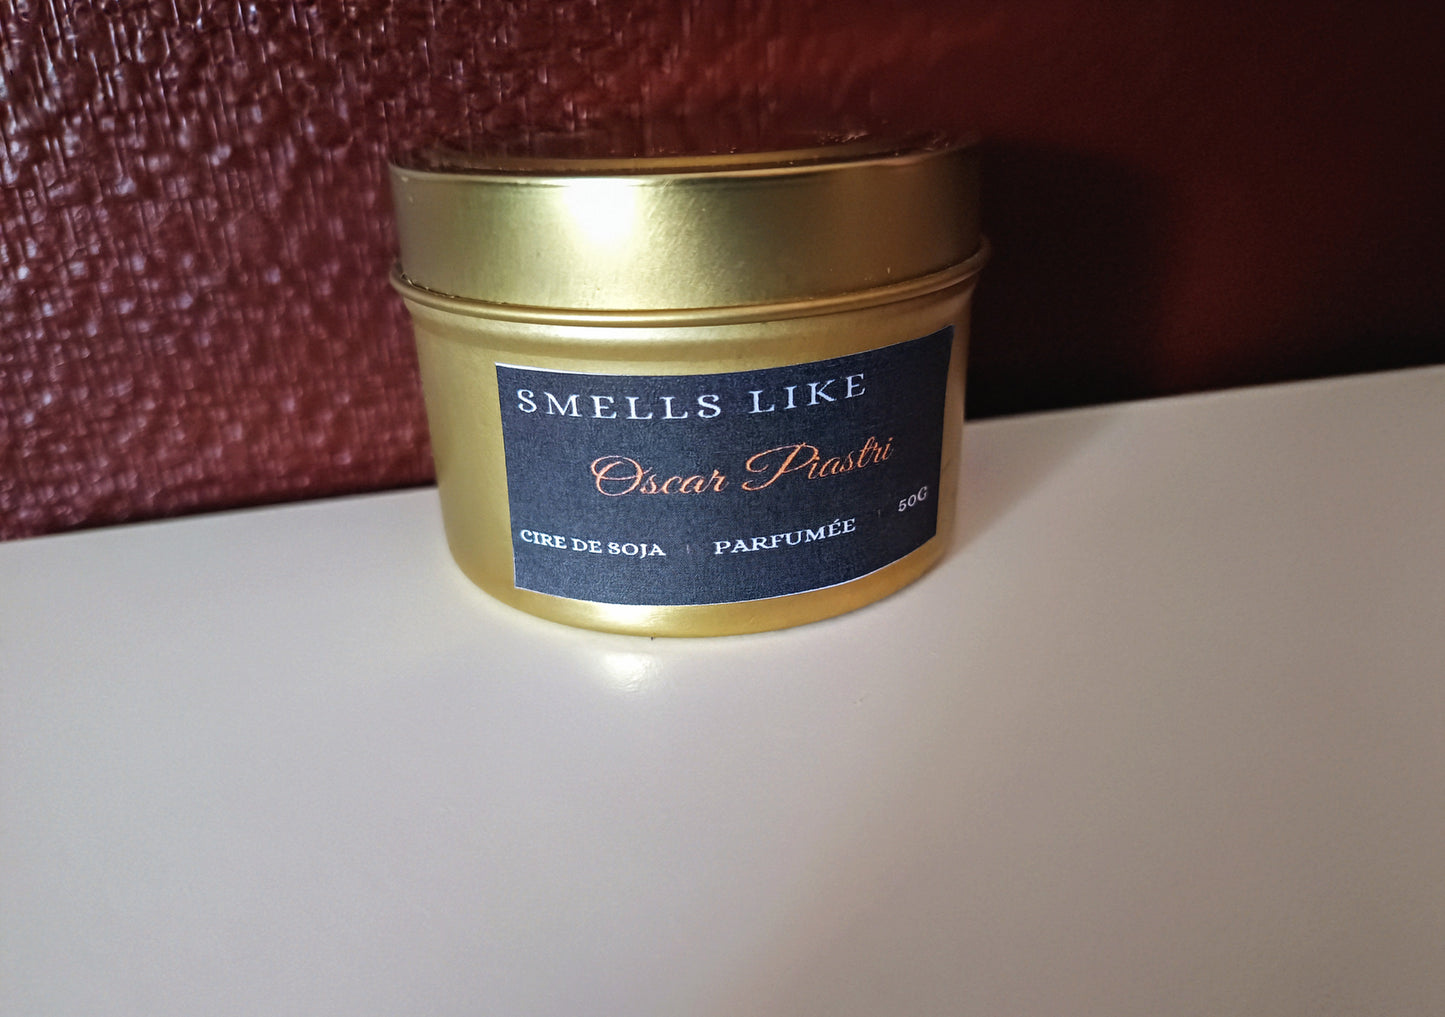 SMELLS LIKE
Oscar Piastri
CIRE DE SOJA | PARFUMÉE | 50G